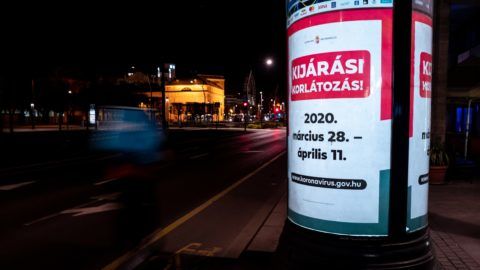 KIJÁRÁSI
KORLÁTOZÁS!
2020.
március 28. –
április 11.
www.koronavirus.gov.hu